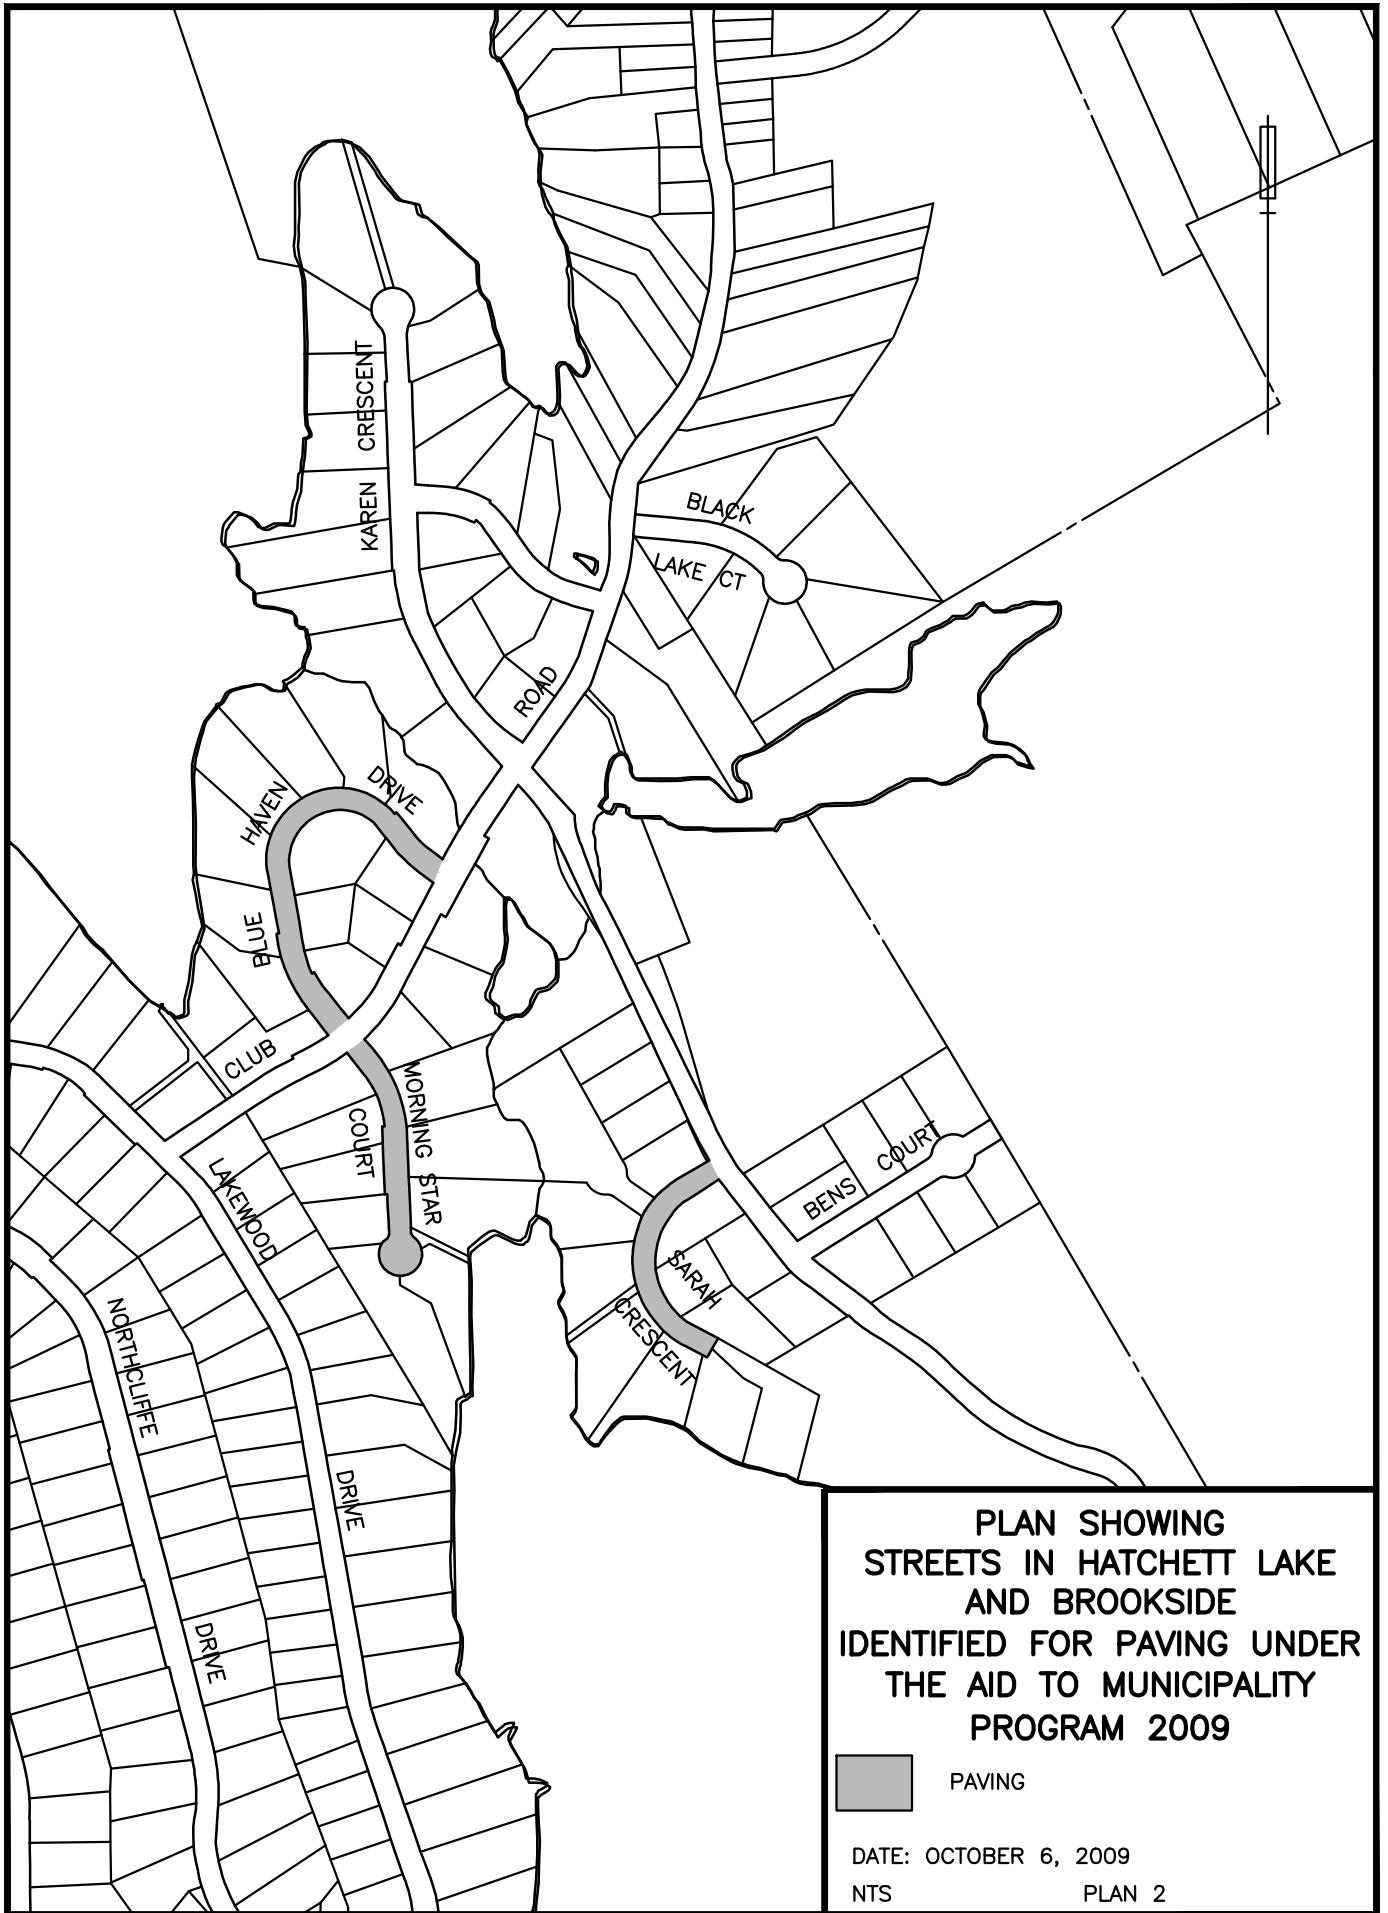 KAREN CRESCENT
BLACK
LAKE CT
ROAD
DRIVE
HAVEN
BLUE
CLUB
MORNING STAR
COURT
LAKEWOOD
DRIVE
NORTHCLIFFE
DRIVE
BENS COURT
SARAH
CRESCENT
PLAN SHOWING
STREETS IN HATCHETT LAKE
AND BROOKSIDE
IDENTIFIED FOR PAVING UNDER
THE AID TO MUNICIPALITY
PROGRAM 2009
PAVING
DATE: OCTOBER 6, 2009
NTS PLAN 2